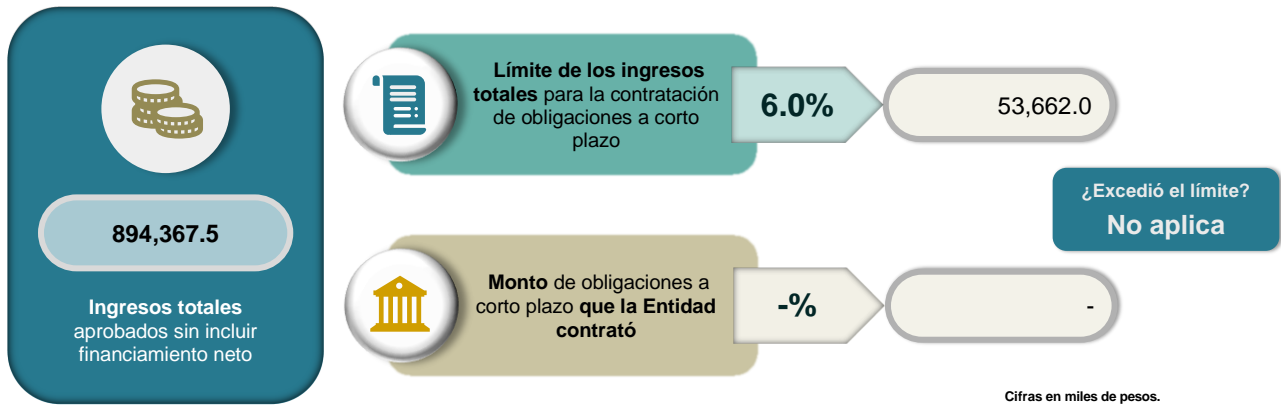 894,367.5
Ingresos totales
aprobados sin incluir
financiamiento neto
Límite de los ingresos
totales para la contratación
de obligaciones a corto
plazo
6.0%
53,662.0
¿Excedió el límite?
No aplica
Monto de obligaciones a
corto plazo que la Entidad
contrató
-%
-
Cifras en miles de pesos.